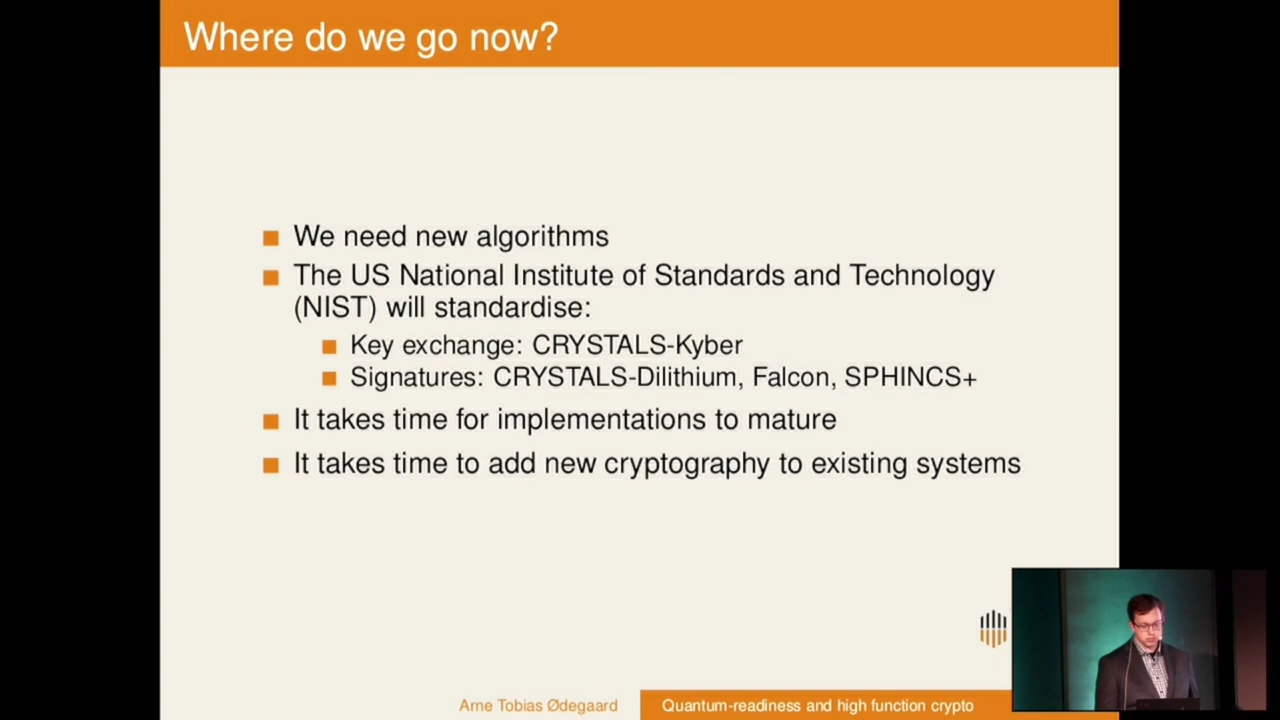 Where do we go now?
We need new algorithms
The US National Institute of Standards and Technology
(NIST) will standardise:
Key exchange: CRYSTALS-Kyber
Signatures: CRYSTALS-Dilithium, Falcon, SPHINCS+
It takes time for implementations to mature
It takes time to add new cryptography to existing systems
Arne Tobias Ødegaard
Quantum-readiness and high function crypto